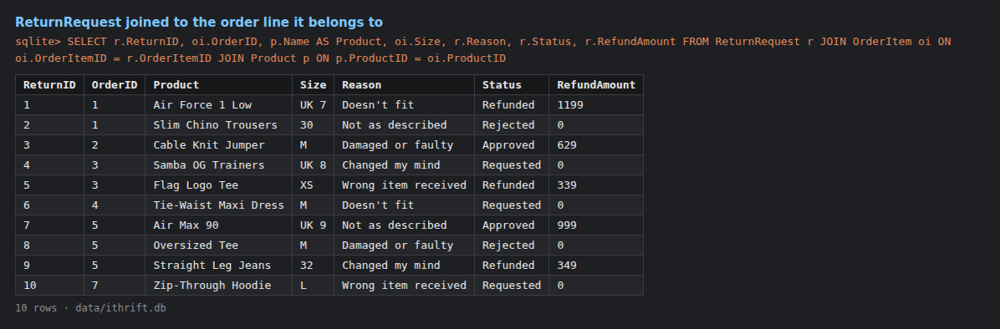 ReturnRequest joined to the order line it belongs to
sqlite> SELECT r.ReturnID, oi.OrderID, p.Name AS Product, oi.Size, r.Reason, r.Status, r.RefundAmount FROM ReturnRequest r JOIN OrderItem oi ON
oi.OrderItemID = r.OrderItemID JOIN Product p ON p.ProductID = oi.ProductID
ReturnID OrderID Product Size Reason Status RefundAmount
1 1 Air Force 1 Low UK 7 Doesn't fit Refunded 1199
2 1 Slim Chino Trousers 30 Not as described Rejected 0
3 2 Cable Knit Jumper M Damaged or faulty Approved 629
4 3 Samba OG Trainers UK 8 Changed my mind Requested 0
5 3 Flag Logo Tee XS Wrong item received Refunded 339
6 4 Tie-Waist Maxi Dress M Doesn't fit Requested 0
7 5 Air Max 90 UK 9 Not as described Approved 999
8 5 Oversized Tee M Damaged or faulty Rejected 0
9 5 Straight Leg Jeans 32 Changed my mind Refunded 349
10 7 Zip-Through Hoodie L Wrong item received Requested 0
10 rows · data/ithrift.db